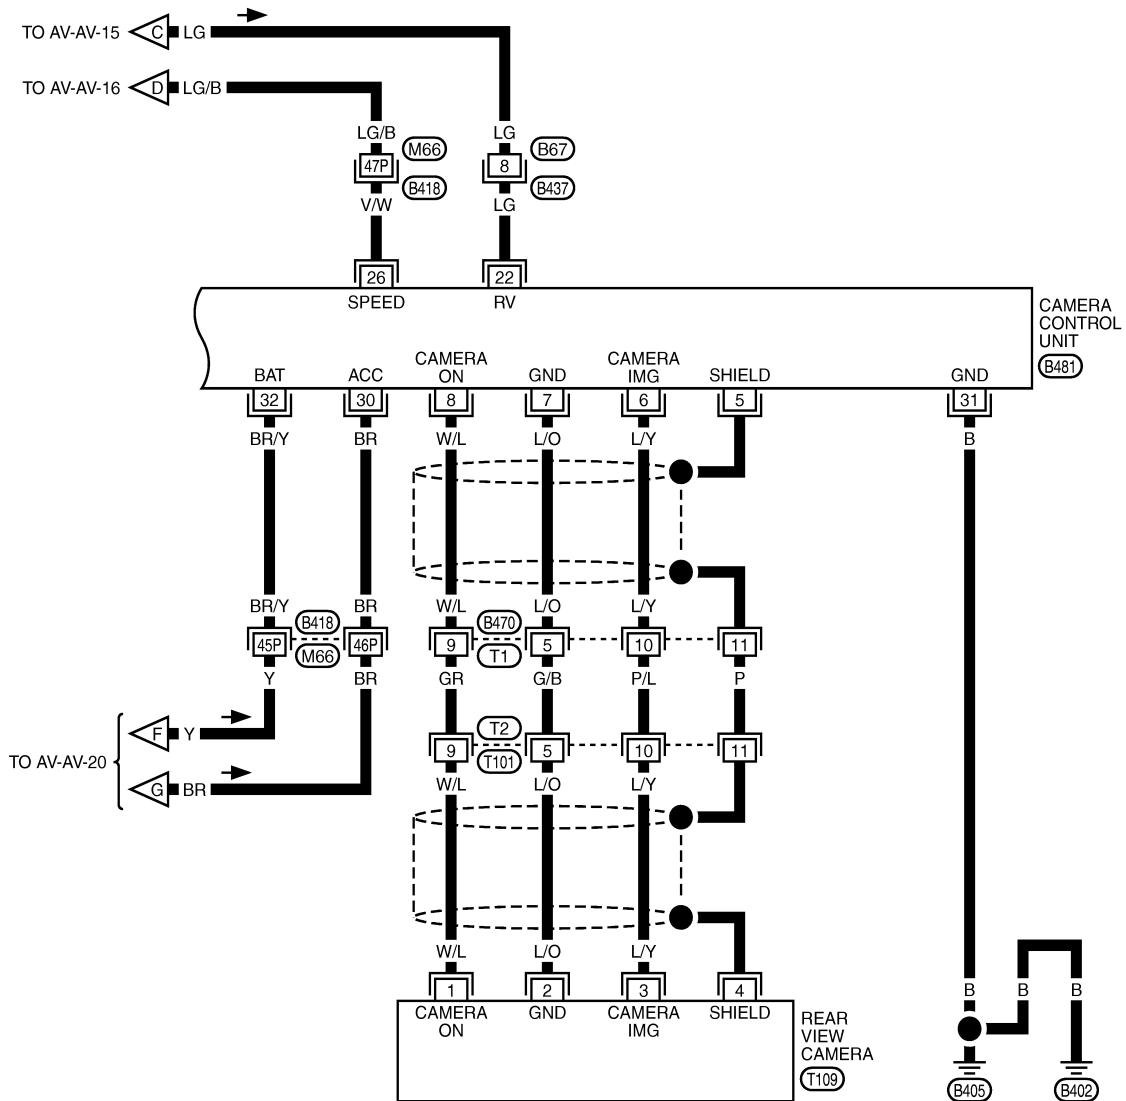 TO AV-AV-15 C LG
TO AV-AV-16 D LG/B
LG/B M66 LG B67
47P 8
B418 B437
V/W LG
26 22
SPEED RV
CAMERA
CONTROL
UNIT
B481
BAT ACC CAMERA
ON GND CAMERA
IMG SHIELD GND
32 30 8 7 6 5 31
BR/Y BR W/L L/O L/Y B
BR/Y BR W/L L/O L/Y
B418 B470
45P 46P 9 5 10 11
M66 T1
Y BR GR G/B P/L P
F Y
TO AV-AV-20
G BR
T2
9 5 10 11
T101
W/L L/O L/Y
W/L L/O L/Y
1 2 3 4
CAMERA
ON GND CAMERA
IMG SHIELD
REAR
VIEW
CAMERA
T109
B B B
B405 B402